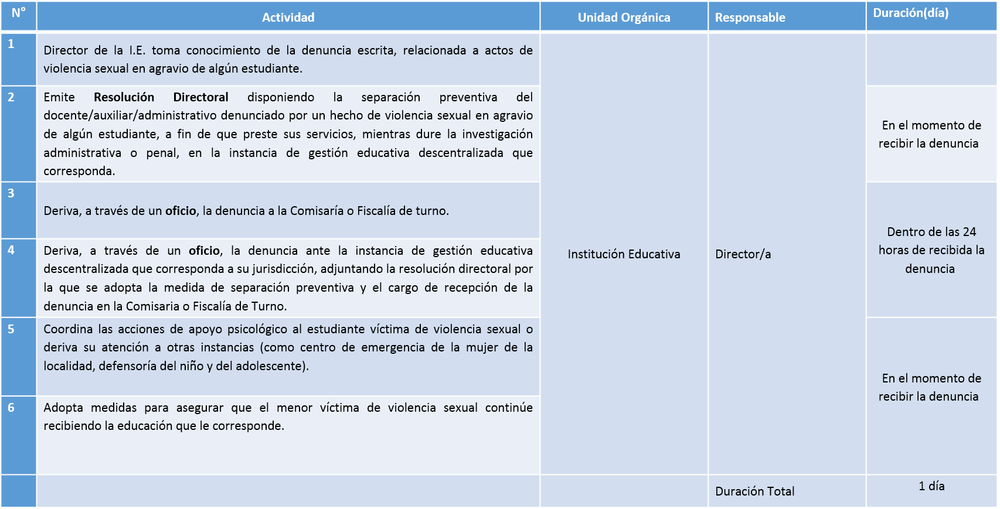 N° Actividad Unidad Orgánica Responsable Duración(día)
1
Director de la I.E. toma conocimiento de la denuncia escrita, relacionada a actos de
violencia sexual en agravio de algún estudiante.
2
Emite Resolución Directoral disponiendo la separación preventiva del
docente/auxiliar/administrativo denunciado por un hecho de violencia sexual en agravio
de algún estudiante, a fin de que preste sus servicios, mientras dure la investigación
administrativa o penal, en la instancia de gestión educativa descentralizada que
corresponda.
En el momento de
recibir la denuncia
3
Deriva, a través de un oficio, la denuncia a la Comisaría o Fiscalía de turno.
4
Deriva, a través de un oficio, la denuncia ante la instancia de gestión educativa
descentralizada que corresponda a su jurisdicción, adjuntando la resolución directoral por
la que se adopta la medida de separación preventiva y el cargo de recepción de la
denuncia en la Comisaria o Fiscalía de Turno.
Institución Educativa
Director/a
Dentro de las 24
horas de recibida la
denuncia
5
Coordina las acciones de apoyo psicológico al estudiante víctima de violencia sexual o
deriva su atención a otras instancias (como centro de emergencia de la mujer de la
localidad, defensoría del niño y del adolescente).
6
Adopta medidas para asegurar que el menor víctima de violencia sexual continúe
recibiendo la educación que le corresponde.
En el momento de
recibir la denuncia
Duración Total 1 día